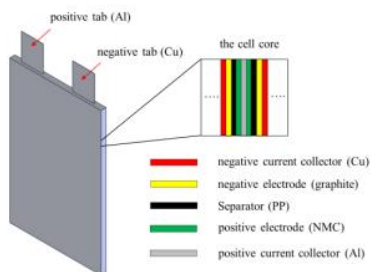 positive tab (Al)
negative tab (Cu)
the cell core
negative current collector (Cu)
negative electrode (graphite)
Separator (PP)
positive electrode (NMC)
positive current collector (Al)